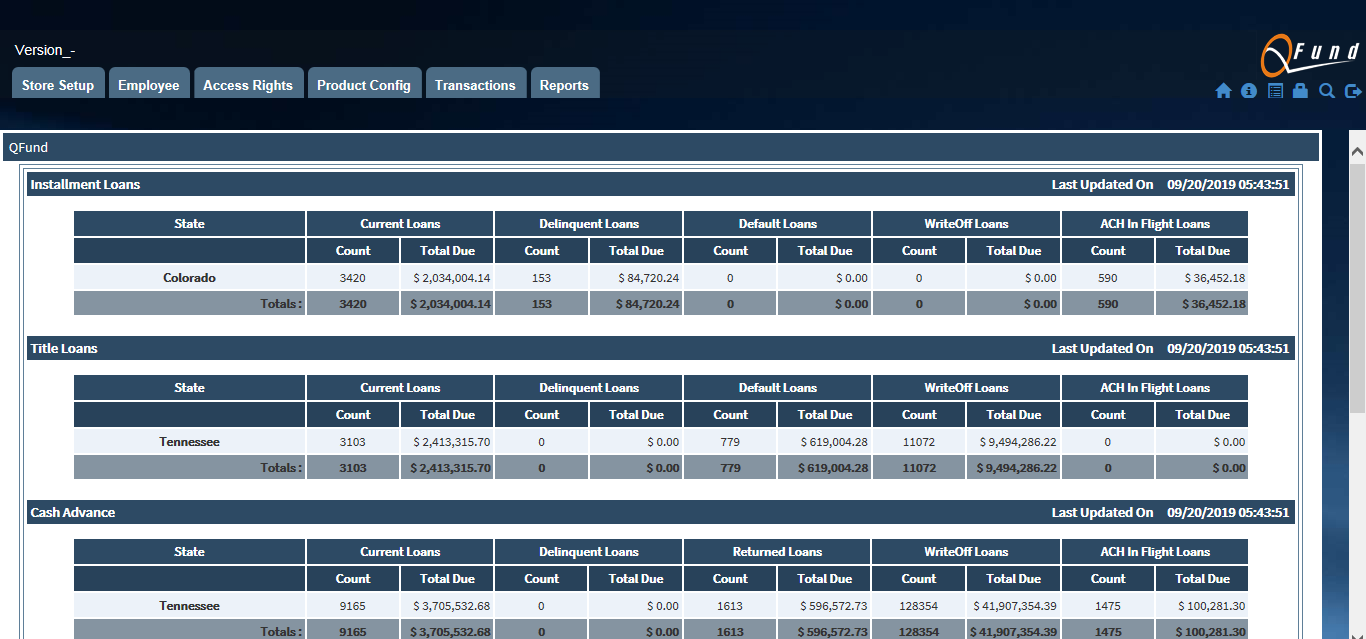 Version_-
QFund
Store Setup Employee Access Rights Product Config Transactions Reports
QFund
Installment Loans Last Updated On 09/20/2019 05:43:51
State Current Loans Delinquent Loans Default Loans WriteOff Loans ACH In Flight Loans
Count Total Due Count Total Due Count Total Due Count Total Due Count Total Due
Colorado 3420 $ 2,034,004.14 153 $ 84,720.24 0 $ 0.00 0 $ 0.00 590 $ 36,452.18
Totals : 3420 $ 2,034,004.14 153 $ 84,720.24 0 $ 0.00 0 $ 0.00 590 $ 36,452.18
Title Loans Last Updated On 09/20/2019 05:43:51
State Current Loans Delinquent Loans Default Loans WriteOff Loans ACH In Flight Loans
Count Total Due Count Total Due Count Total Due Count Total Due Count Total Due
Tennessee 3103 $ 2,413,315.70 0 $ 0.00 779 $ 619,004.28 11072 $ 9,494,286.22 0 $ 0.00
Totals : 3103 $ 2,413,315.70 0 $ 0.00 779 $ 619,004.28 11072 $ 9,494,286.22 0 $ 0.00
Cash Advance Last Updated On 09/20/2019 05:43:51
State Current Loans Delinquent Loans Returned Loans WriteOff Loans ACH In Flight Loans
Count Total Due Count Total Due Count Total Due Count Total Due Count Total Due
Tennessee 9165 $ 3,705,532.68 0 $ 0.00 1613 $ 596,572.73 128354 $ 41,907,354.39 1475 $ 100,281.30
Totals : 9165 $ 3,705,532.68 0 $ 0.00 1613 $ 596,572.73 128354 $ 41,907,354.39 1475 $ 100,281.30